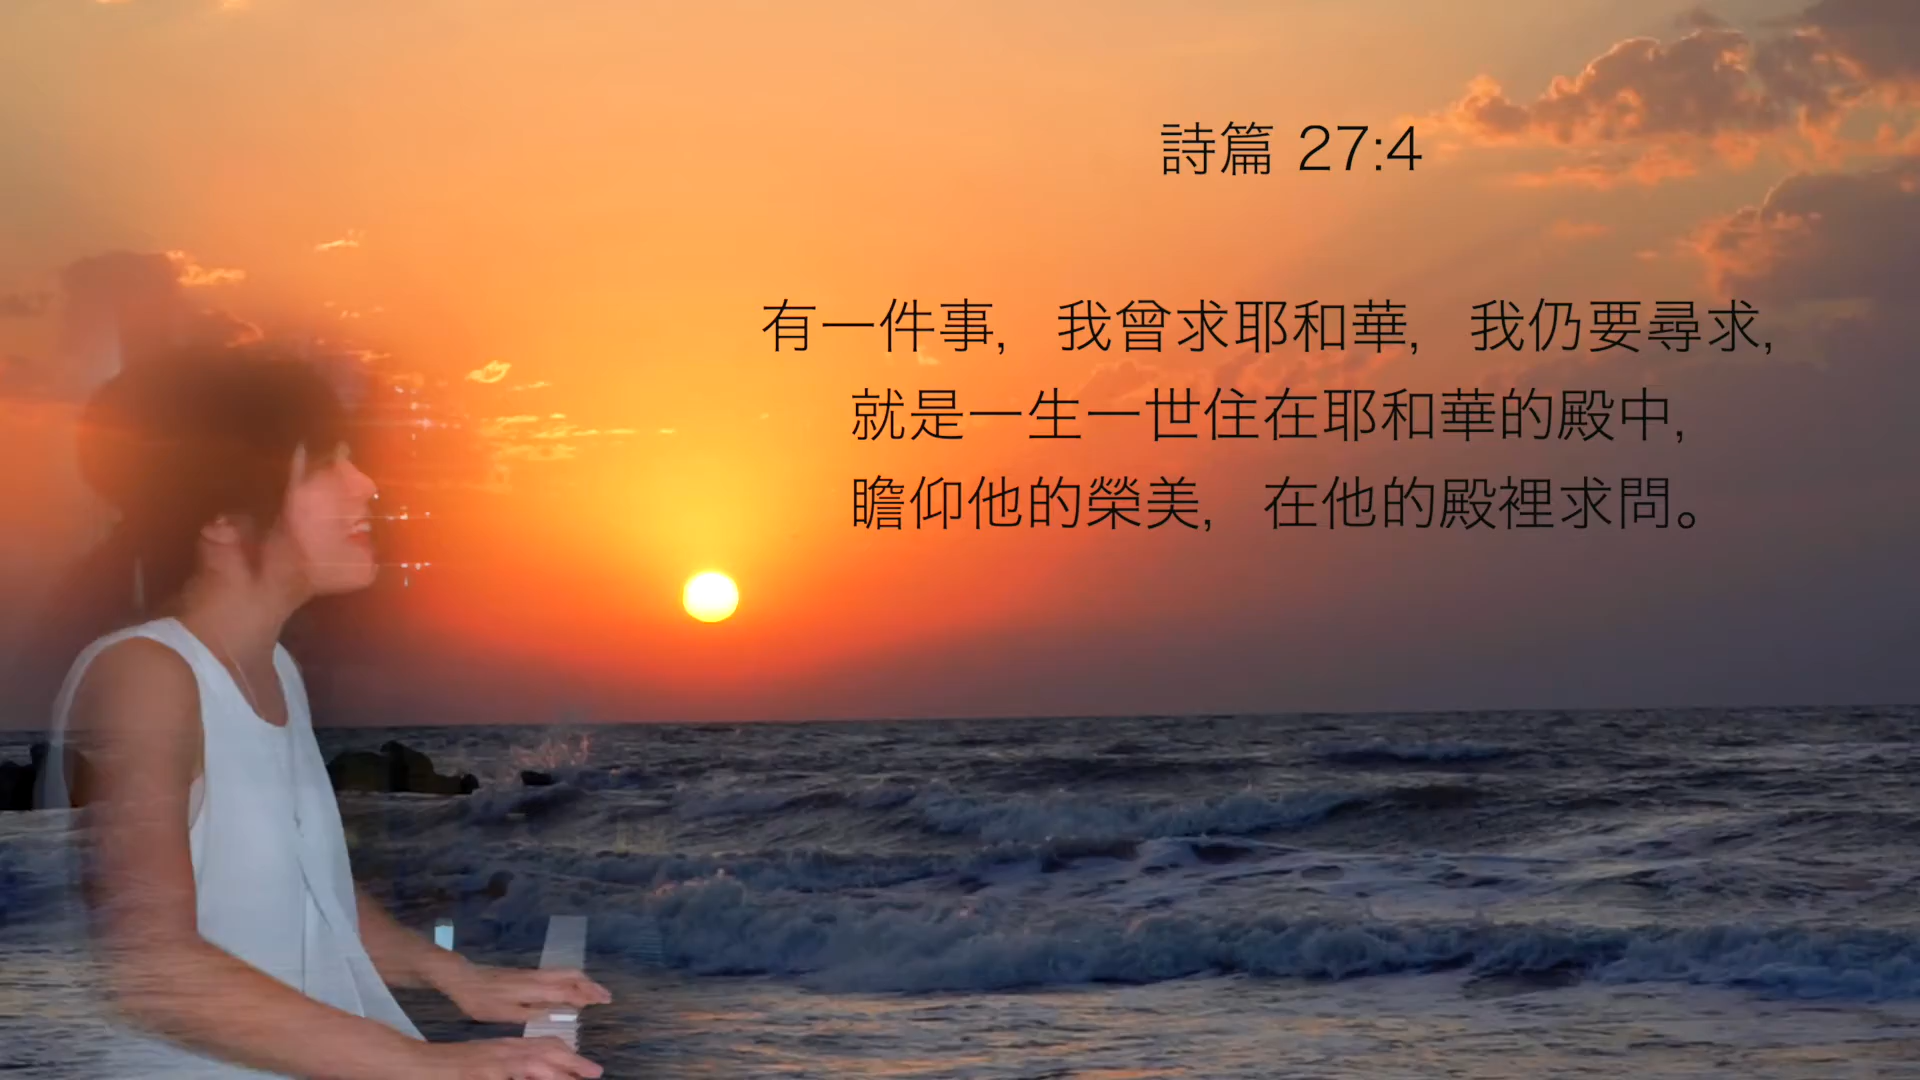 詩篇 27:4
有一件事, 我曾求耶和華, 我仍要尋求,
就是一生一世住在耶和華的殿中,
瞻仰他的榮美, 在他的殿裡求問。